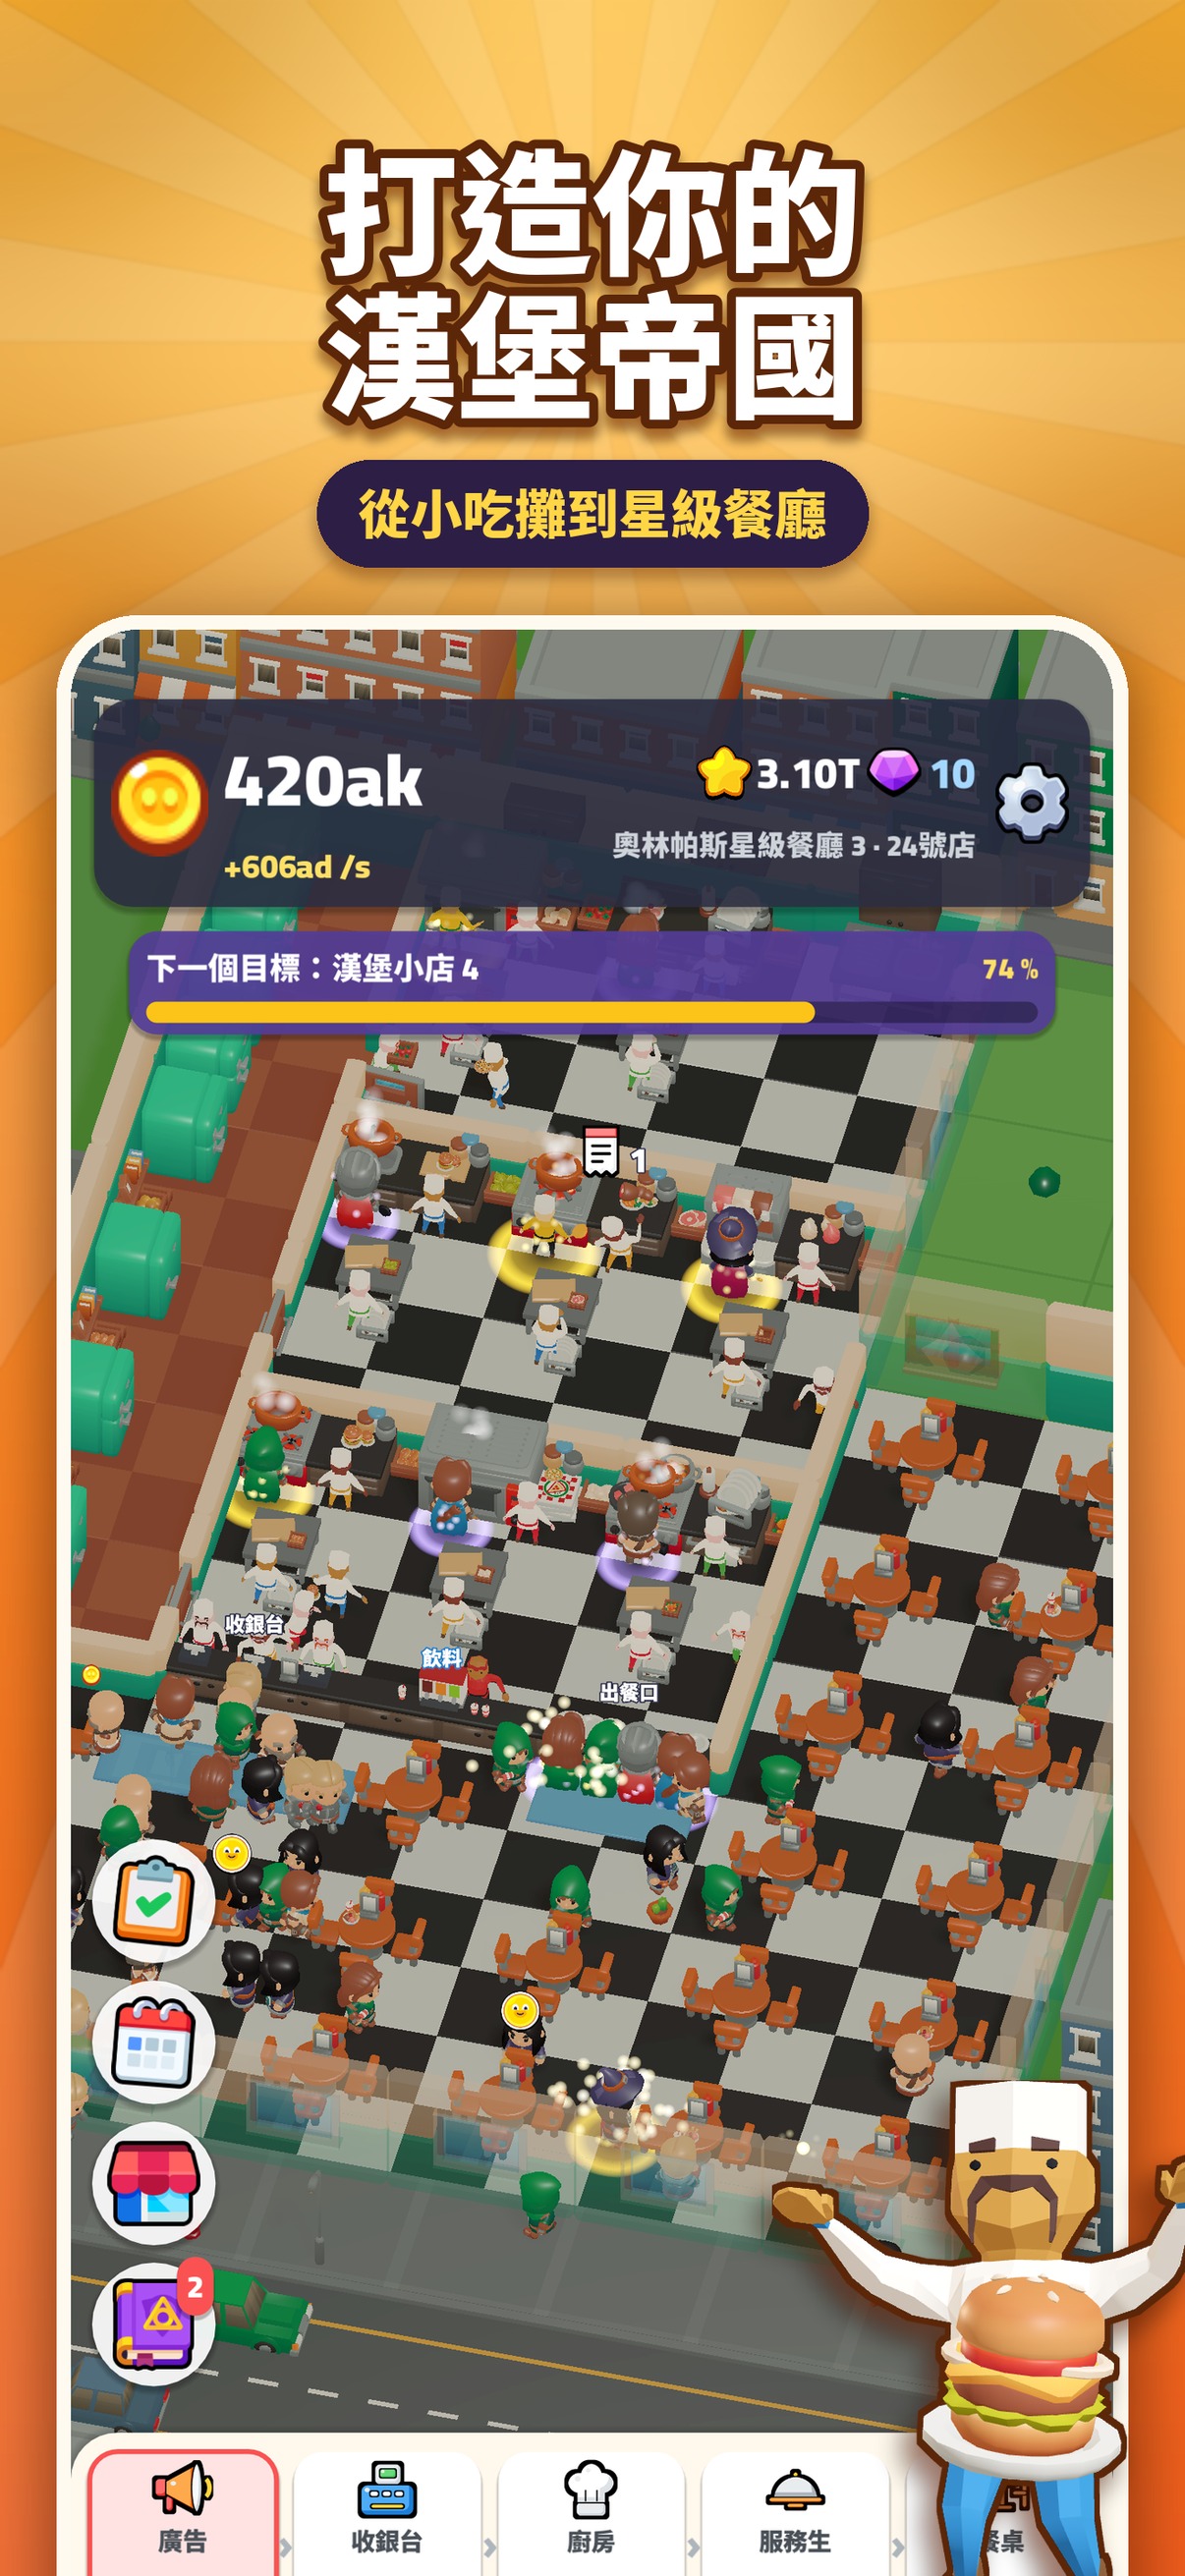 打造你的
漢堡帝國
從小吃攤到星級餐廳
420ak
3.10T 10
+606ad /s
奧林帕斯星級餐廳 3 · 24號店
下一個目標：漢堡小店 4
74 %
1
收銀台
飲料
出餐口
2
廣告
收銀台
廚房
服務生
餐桌